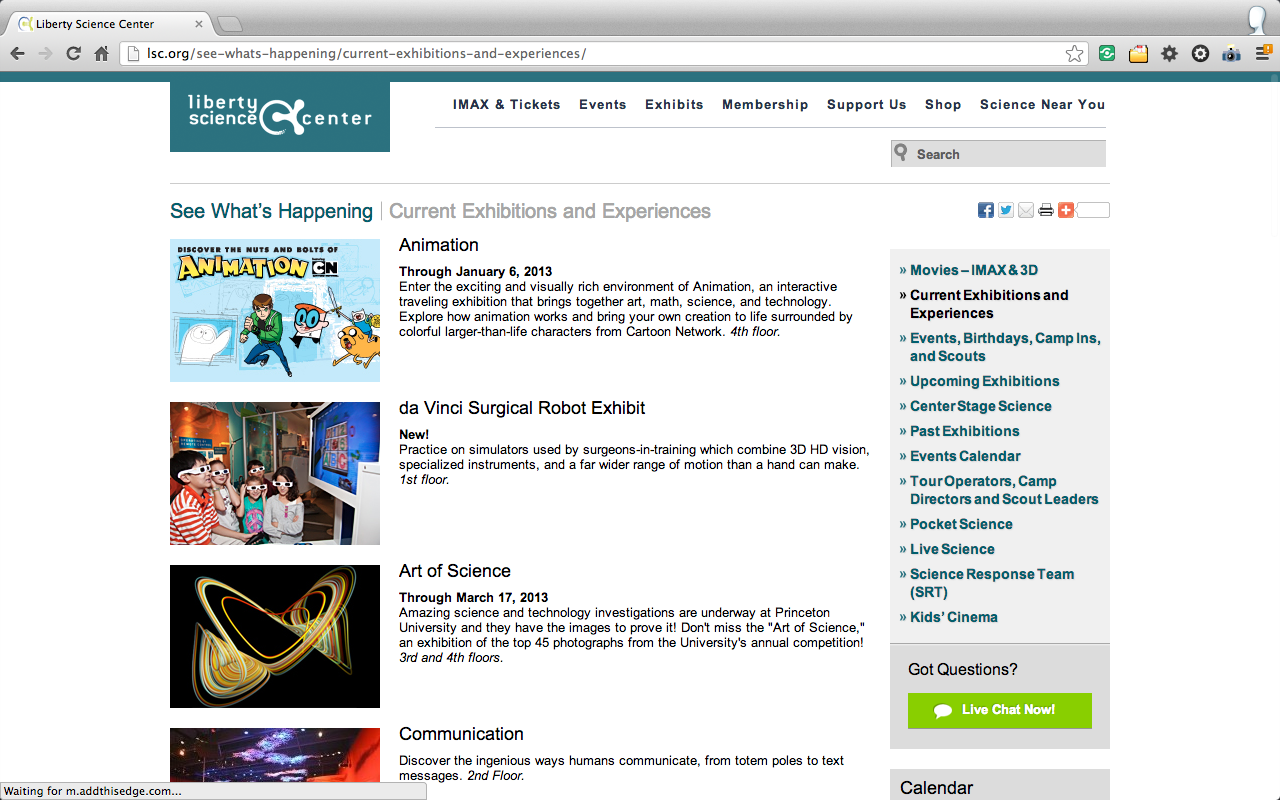 Liberty Science Center
lsc.org/see-whats-happening/current-exhibitions-and-experiences/
liberty
science center
IMAX & Tickets Events Exhibits Membership Support Us Shop Science Near You
Search
See What's Happening Current Exhibitions and Experiences
DISCOVER THE NUTS AND BOLTS OF
ANIMATION CN
Animation
Through January 6, 2013
Enter the exciting and visually rich environment of Animation, an interactive
traveling exhibition that brings together art, math, science, and technology.
Explore how animation works and bring your own creation to life surrounded by
colorful larger-than-life characters from Cartoon Network. 4th floor.
da Vinci Surgical Robot Exhibit
New!
Practice on simulators used by surgeons-in-training which combine 3D HD vision,
specialized instruments, and a far wider range of motion than a hand can make.
1st floor.
Art of Science
Through March 17, 2013
Amazing science and technology investigations are underway at Princeton
University and they have the images to prove it! Don't miss the "Art of Science,"
an exhibition of the top 45 photographs from the University's annual competition!
3rd and 4th floors.
Communication
Discover the ingenious ways humans communicate, from totem poles to text
messages. 2nd Floor.
» Movies – IMAX & 3D
» Current Exhibitions and
Experiences
» Events, Birthdays, Camp Ins,
and Scouts
» Upcoming Exhibitions
» Center Stage Science
» Past Exhibitions
» Events Calendar
» Tour Operators, Camp
Directors and Scout Leaders
» Pocket Science
» Live Science
» Science Response Team
(SRT)
» Kids' Cinema
Got Questions?
Live Chat Now!
Calendar
Waiting for m.addthisedge.com...